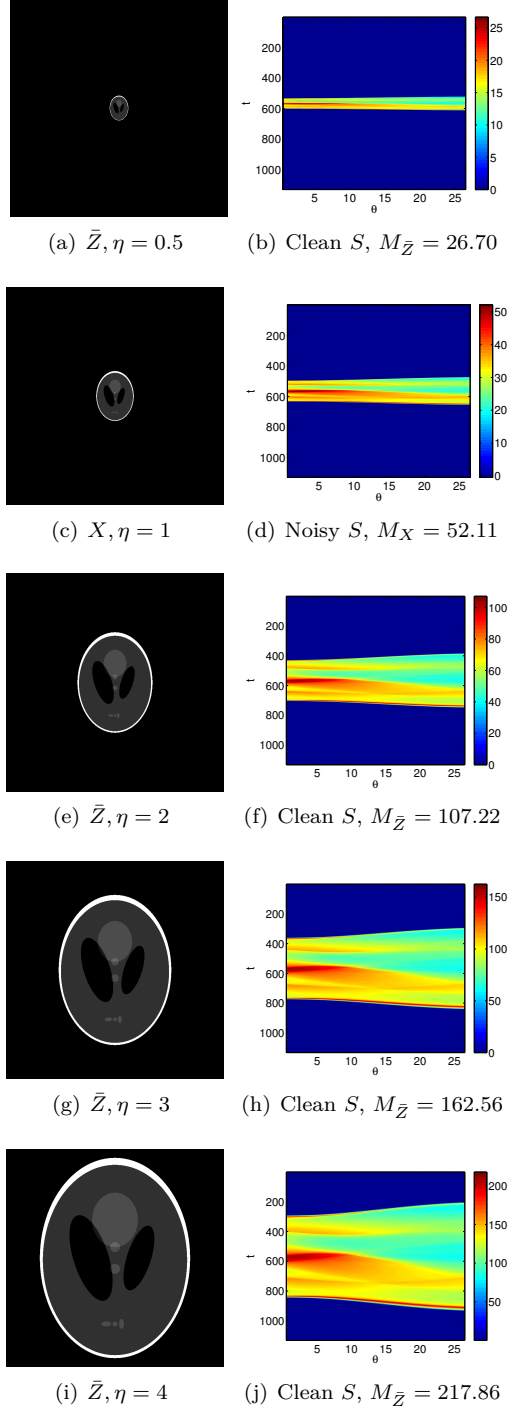 25
20
15
10
5
0
200
400
t 600
800
1000
5 10 15 20 25
θ
(a) Z̄, η = 0.5 (b) Clean S, M_Z̄ = 26.70
50
40
30
20
10
0
200
400
t 600
800
1000
5 10 15 20 25
θ
(c) X, η = 1 (d) Noisy S, M_X = 52.11
100
80
60
40
20
0
200
400
t 600
800
1000
5 10 15 20 25
θ
(e) Z̄, η = 2 (f) Clean S, M_Z̄ = 107.22
150
100
50
0
200
400
t 600
800
1000
5 10 15 20 25
θ
(g) Z̄, η = 3 (h) Clean S, M_Z̄ = 162.56
200
150
100
50
0
200
400
t 600
800
1000
5 10 15 20 25
θ
(i) Z̄, η = 4 (j) Clean S, M_Z̄ = 217.86